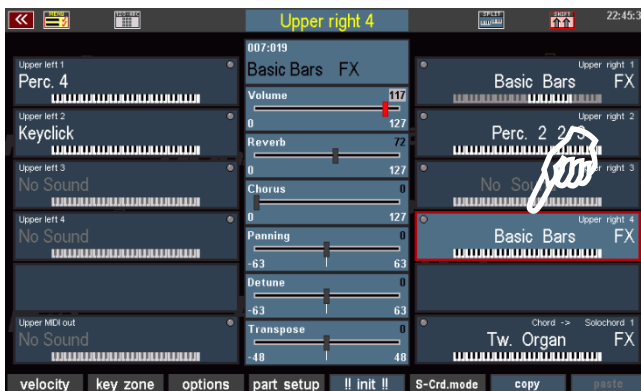 MENU
Upper right 4
SPLIT
SHIFT
22:45:3
Upper left 1
Perc. 4
Upper left 2
Keyclick
Upper left 3
No Sound
Upper left 4
No Sound
Upper MIDI out
No Sound
007:019
Basic Bars FX
Volume 117
0 127
Reverb 72
0 127
Chorus 0
0 127
Panning 0
-63 63
Detune 0
-63 63
Transpose 0
-48 48
Upper right 1
Basic Bars FX
Upper right 2
Perc. 2 2/3
right 3
No So
Upper right 4
Basic Bars FX
Chord -> Solochord 1
Tw. Organ FX
velocity key zone options part setup !! init !! S-Crd.mode copy paste